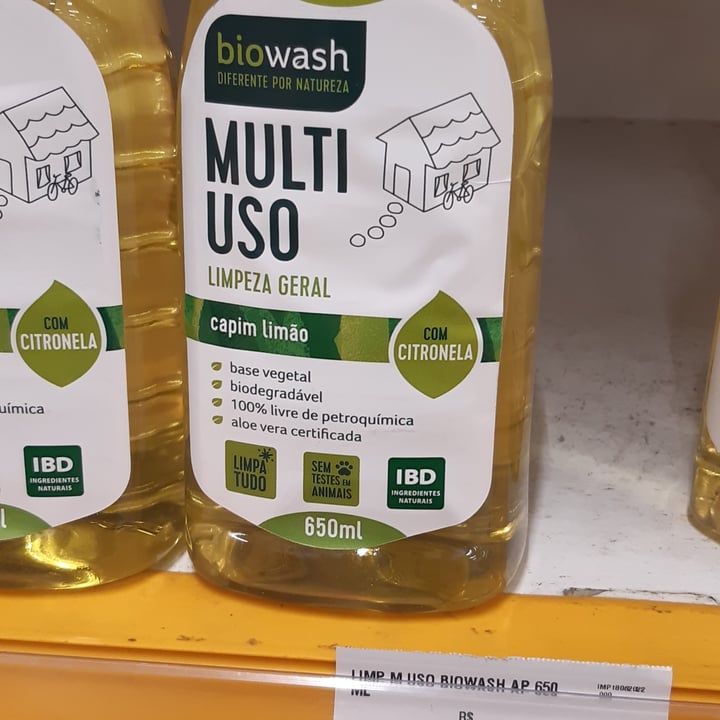 biowash
DIFERENTE POR NATUREZA
MULTI
USO
LIMPEZA GERAL
capim limão
COM
CITRONELA
base vegetal
biodegradável
100% livre de petroquímica
aloe vera certificada
LIMPA
TUDO
SEM
TESTES EM
ANIMAIS
IBD
INGREDIENTES
NATURAIS
650ml
COM
CITRONELA
uímica
IBD
INGREDIENTES
NATURAIS
l
LIMP M USO BIOWASH AP 650
ML
R$